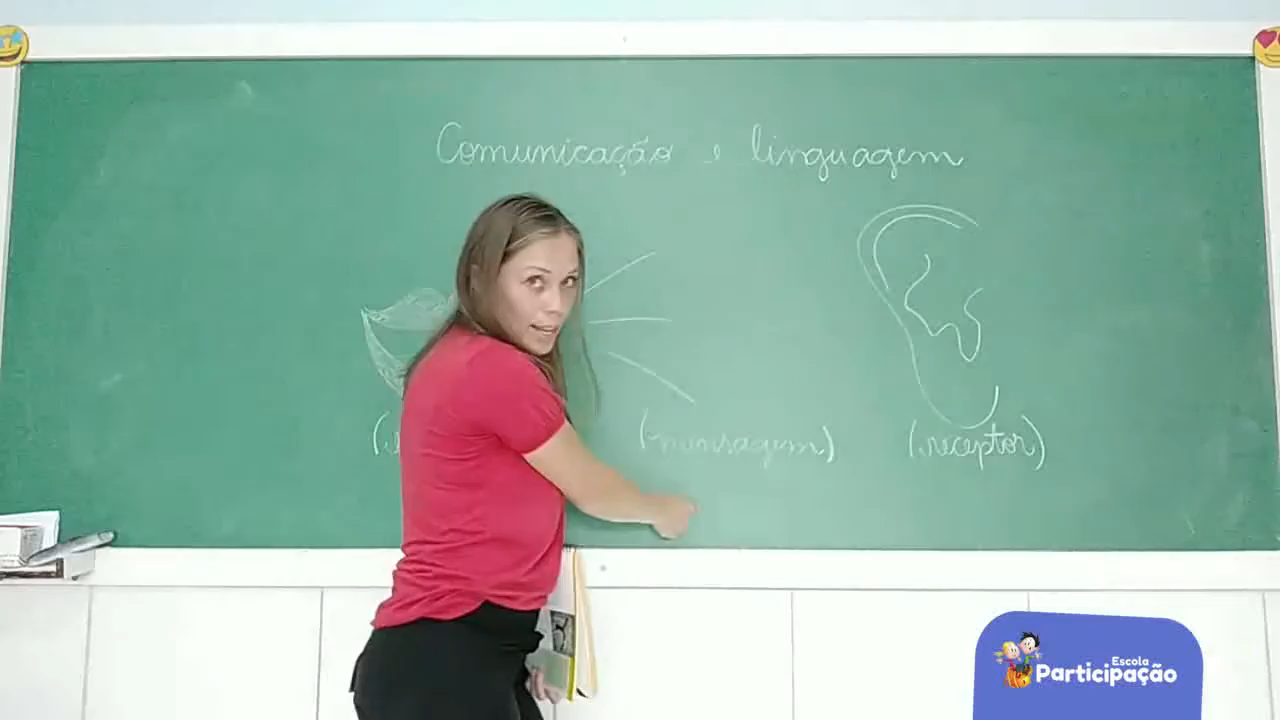 Comunicação e linguagem
(mensagem) (receptor)
Escola
Participação